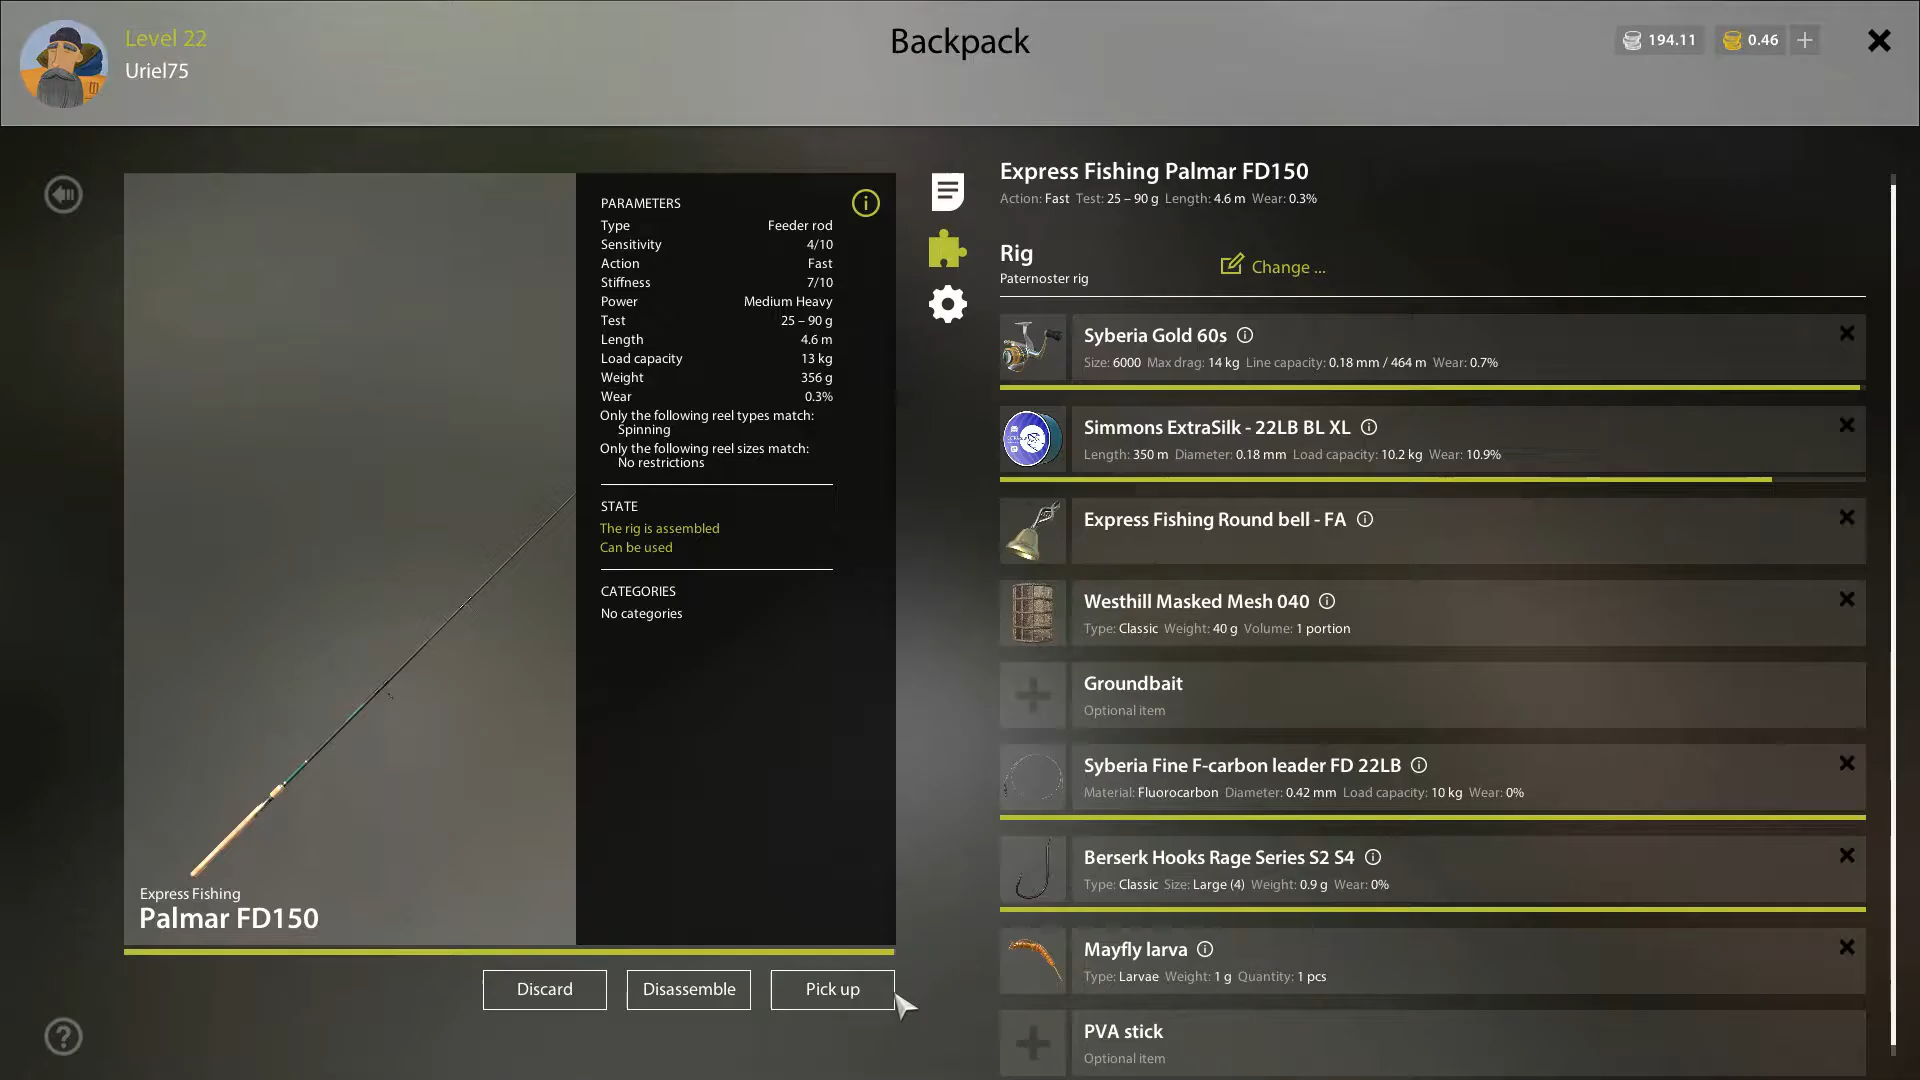 Level 22
Uriel75
Backpack
194.11
0.46
PARAMETERS
Type Feeder rod
Sensitivity 4/10
Action Fast
Stiffness 7/10
Power Medium Heavy
Test 25 – 90 g
Length 4.6 m
Load capacity 13 kg
Weight 356 g
Wear 0.3%
Only the following reel types match:
Spinning
Only the following reel sizes match:
No restrictions
STATE
The rig is assembled
Can be used
CATEGORIES
No categories
Express Fishing
Palmar FD150
Discard
Disassemble
Pick up
?
Express Fishing Palmar FD150
Action: Fast Test: 25 – 90 g Length: 4.6 m Wear: 0.3%
Rig
Paternoster rig
Change ...
Syberia Gold 60s
Size: 6000 Max drag: 14 kg Line capacity: 0.18 mm / 464 m Wear: 0.7%
Simmons ExtraSilk - 22LB BL XL
Length: 350 m Diameter: 0.18 mm Load capacity: 10.2 kg Wear: 10.9%
Express Fishing Round bell - FA
Westhill Masked Mesh 040
Type: Classic Weight: 40 g Volume: 1 portion
Groundbait
Optional item
Syberia Fine F-carbon leader FD 22LB
Material: Fluorocarbon Diameter: 0.42 mm Load capacity: 10 kg Wear: 0%
Berserk Hooks Rage Series S2 S4
Type: Classic Size: Large (4) Weight: 0.9 g Wear: 0%
Mayfly larva
Type: Larvae Weight: 1 g Quantity: 1 pcs
PVA stick
Optional item